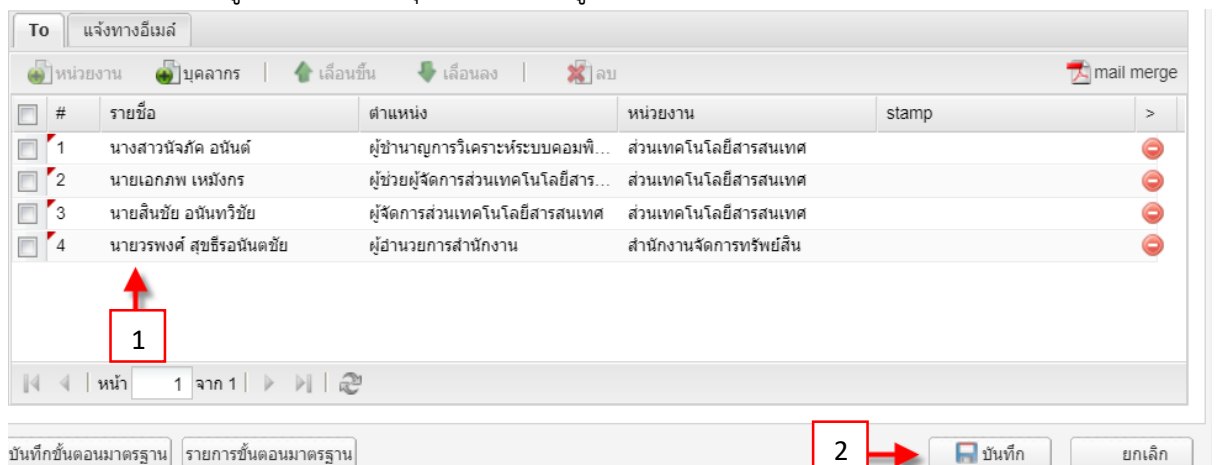 To แจ้งทางอีเมล์
หน่วยงาน บุคลากร เลื่อนขึ้น เลื่อนลง ลบ mail merge
# รายชื่อ ตำแหน่ง หน่วยงาน stamp >
1 นางสาวนัจภัค อนันต์ ผู้ชำนาญการวิเคราะห์ระบบคอมพิ... ส่วนเทคโนโลยีสารสนเทศ
2 นายเอกภพ เหมังกร ผู้ช่วยผู้จัดการส่วนเทคโนโลยีสาร... ส่วนเทคโนโลยีสารสนเทศ
3 นายสินชัย อนันทวิชัย ผู้จัดการส่วนเทคโนโลยีสารสนเทศ ส่วนเทคโนโลยีสารสนเทศ
4 นายวรพงศ์ สุขธีรอนันตชัย ผู้อำนวยการสำนักงาน สำนักงานจัดการทรัพย์สิน
1
หน้า 1 จาก 1
บันทึกขั้นตอนมาตรฐาน รายการขั้นตอนมาตรฐาน 2 บันทึก ยกเลิก